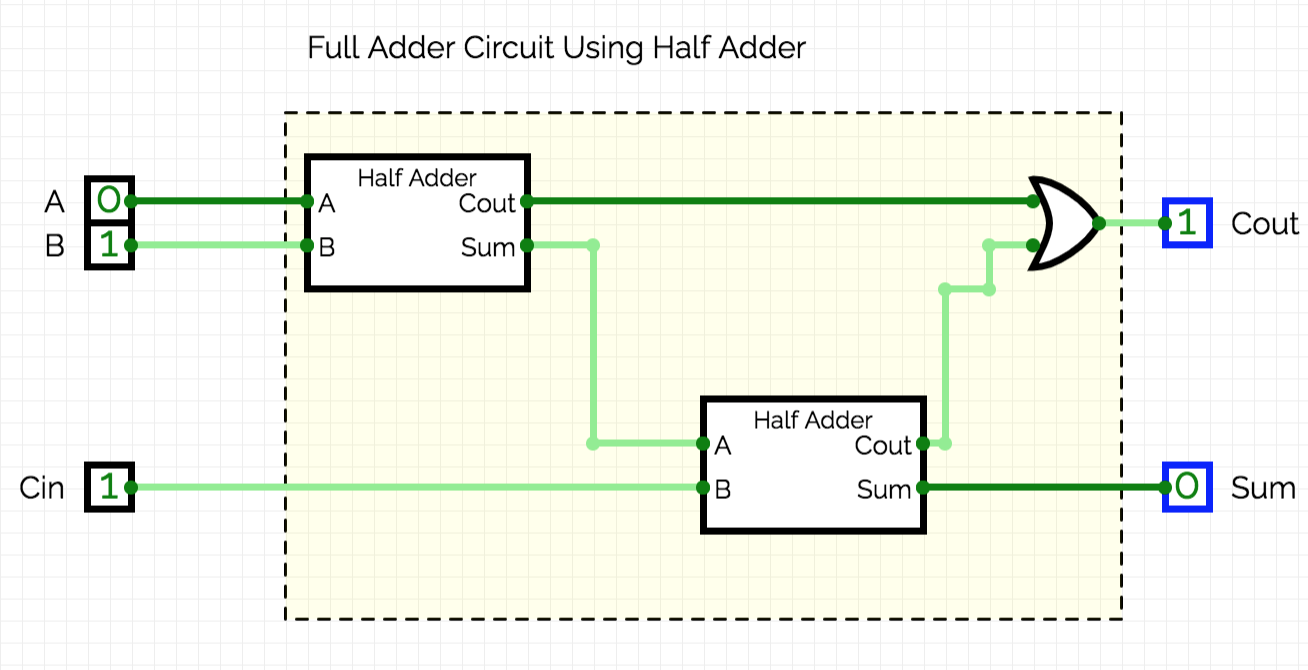 Full Adder Circuit Using Half Adder
Half Adder
A 0 A Cout
B 1 B Sum
1 Cout
Half Adder
A Cout
Cin 1 B Sum
0 Sum